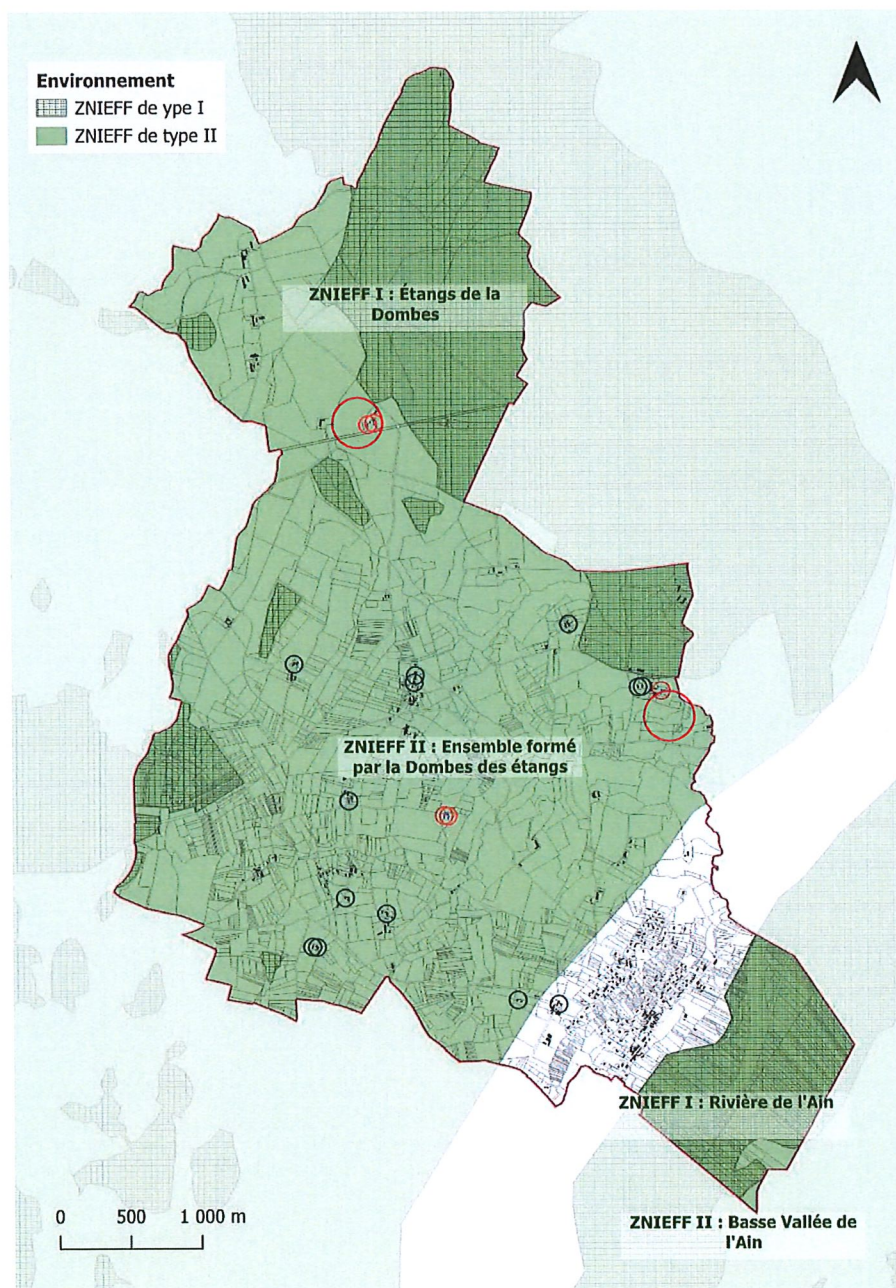 Environnement
ZNIEFF de ype I
ZNIEFF de type II
ZNIEFF I : Étangs de la
Dombes
ZNIEFF II : Ensemble formé
par la Dombes des étangs
ZNIEFF I : Rivière de l'Ain
0 500 1 000 m
ZNIEFF II : Basse Vallée de
l'Ain